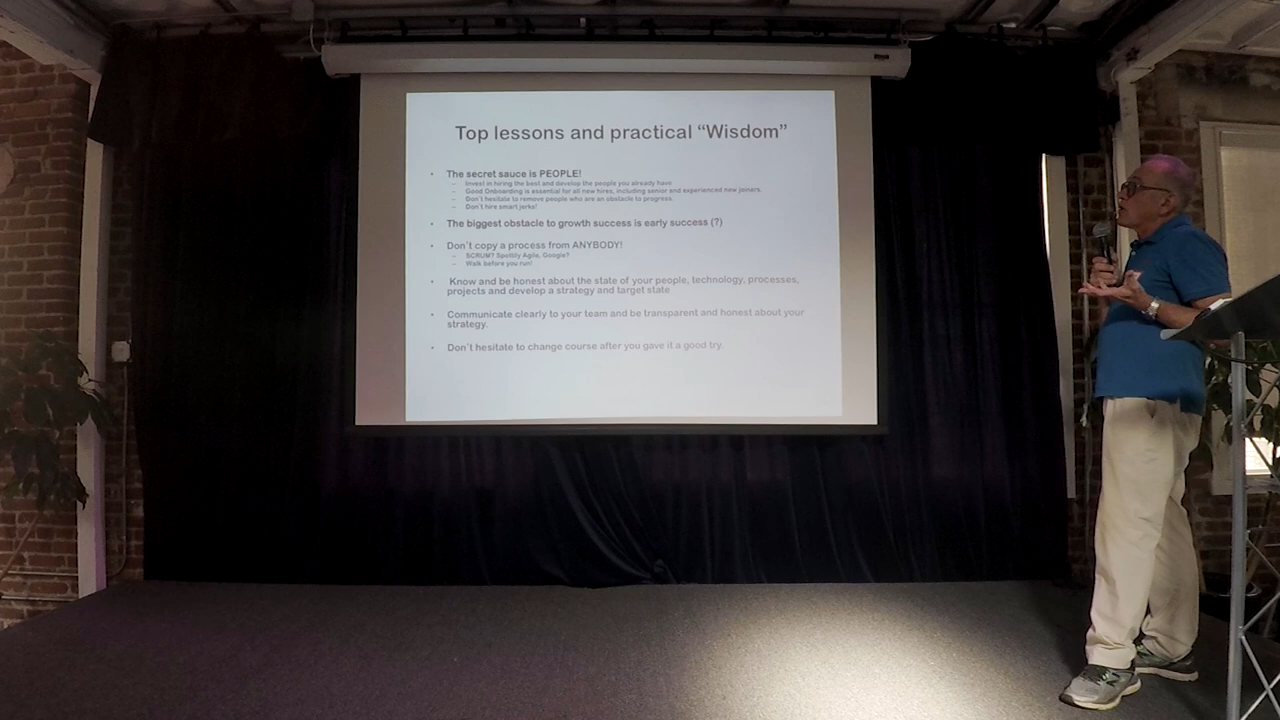 Top lessons and practical “Wisdom”
• The secret sauce is PEOPLE!
– Invest in hiring the best and develop the people you already have
– Good Onboarding is essential for all new hires, including senior and experienced new joiners.
– Don't hesitate to remove people who are an obstacle to progress
– Don't hire smart jerks!
• The biggest obstacle to growth success is early success (?)
• Don't copy a process from ANYBODY!
– SCRUM? Spotify Agile, Google?
– Walk before you run!
• Know and be honest about the state of your people, technology, processes,
projects and develop a strategy and target state
• Communicate clearly to your team and be transparent and honest about your
strategy.
• Don't hesitate to change course after you gave it a good try.